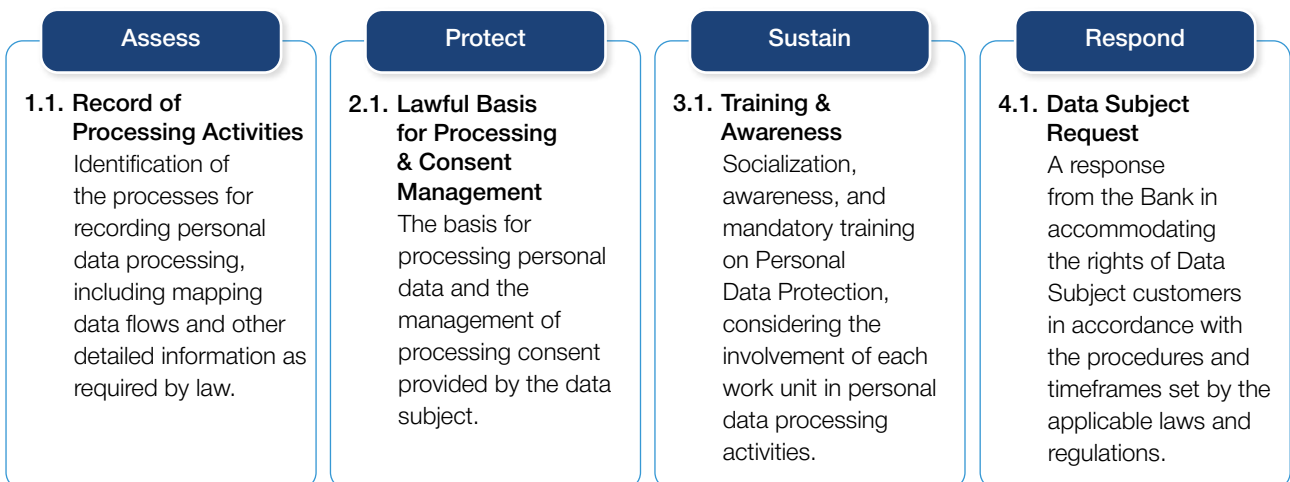 Assess
1.1. Record of
Processing Activities
Identification of
the processes for
recording personal
data processing,
including mapping
data flows and other
detailed information as
required by law.
Protect
2.1. Lawful Basis
for Processing
& Consent
Management
The basis for
processing personal
data and the
management of
processing consent
provided by the data
subject.
Sustain
3.1. Training &
Awareness
Socialization,
awareness, and
mandatory training
on Personal
Data Protection,
considering the
involvement of each
work unit in personal
data processing
activities.
Respond
4.1. Data Subject
Request
A response
from the Bank in
accommodating
the rights of Data
Subject customers
in accordance with
the procedures and
timeframes set by the
applicable laws and
regulations.